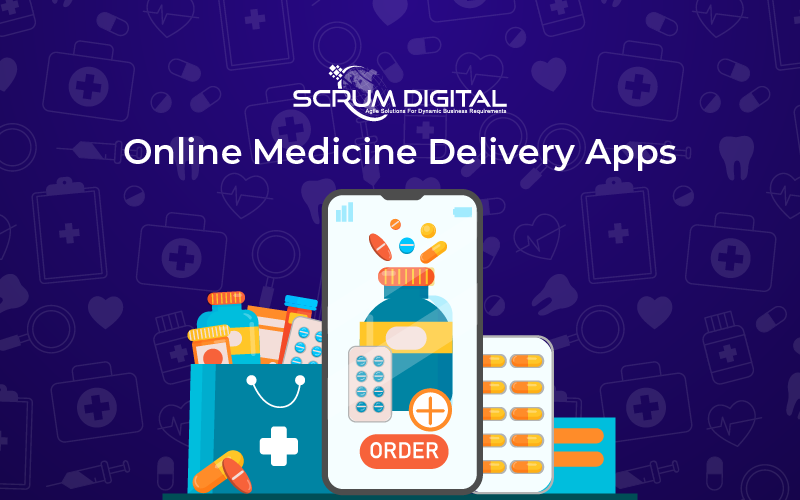 SCRUM DIGITAL
Agile Solutions For Dynamic Business Requirements
Online Medicine Delivery Apps
ORDER